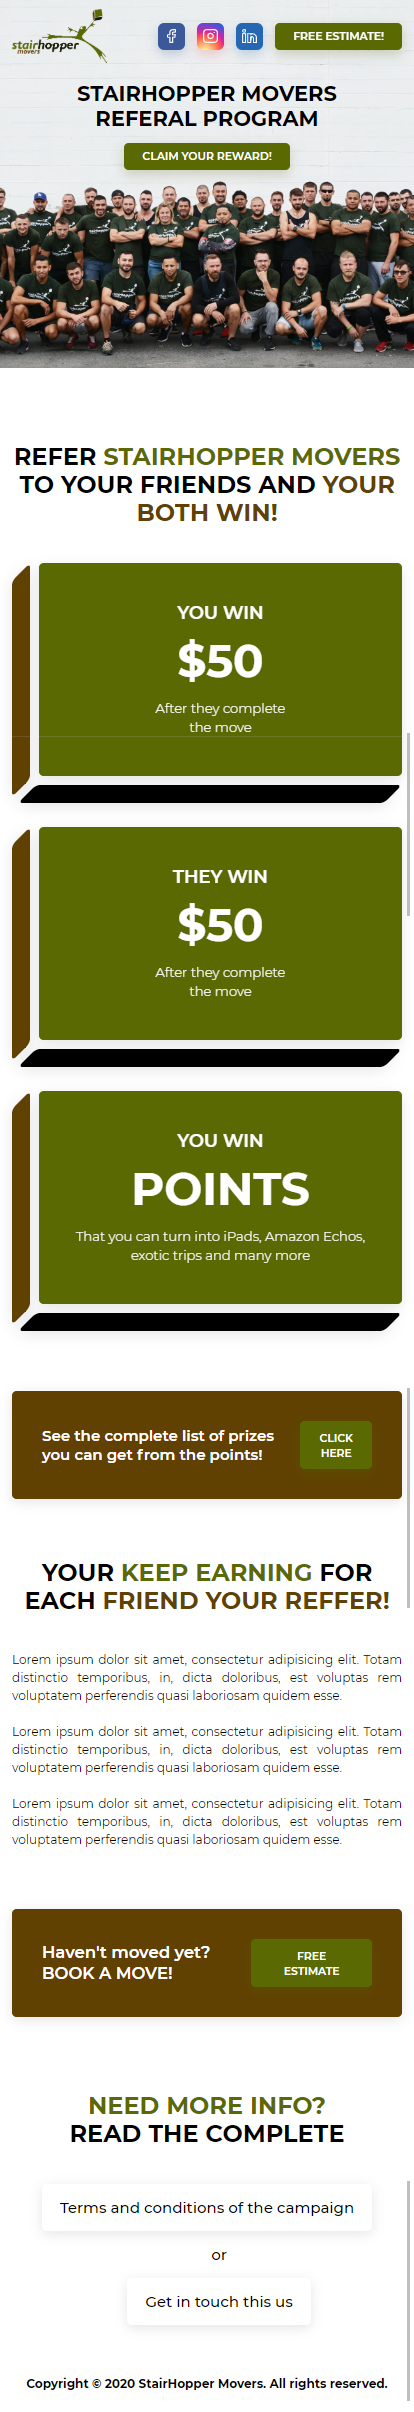 stairhopper
movers
FREE ESTIMATE!
STAIRHOPPER MOVERS
REFERAL PROGRAM
CLAIM YOUR REWARD!
REFER STAIRHOPPER MOVERS
TO YOUR FRIENDS AND YOUR
BOTH WIN!
YOU WIN
$50
After they complete
the move
THEY WIN
$50
After they complete
the move
YOU WIN
POINTS
That you can turn into iPads, Amazon Echos,
exotic trips and many more
See the complete list of prizes
you can get from the points!
CLICK
HERE
YOUR KEEP EARNING FOR
EACH FRIEND YOUR REFFER!
Lorem ipsum dolor sit amet, consectetur adipisicing elit. Totam
distinctio temporibus, in, dicta doloribus, est voluptas rem
voluptatem perferendis quasi laboriosam quidem esse.
Lorem ipsum dolor sit amet, consectetur adipisicing elit. Totam
distinctio temporibus, in, dicta doloribus, est voluptas rem
voluptatem perferendis quasi laboriosam quidem esse.
Lorem ipsum dolor sit amet, consectetur adipisicing elit. Totam
distinctio temporibus, in, dicta doloribus, est voluptas rem
voluptatem perferendis quasi laboriosam quidem esse.
Haven't moved yet?
BOOK A MOVE!
FREE
ESTIMATE
NEED MORE INFO?
READ THE COMPLETE
Terms and conditions of the campaign
or
Get in touch this us
Copyright © 2020 StairHopper Movers. All rights reserved.